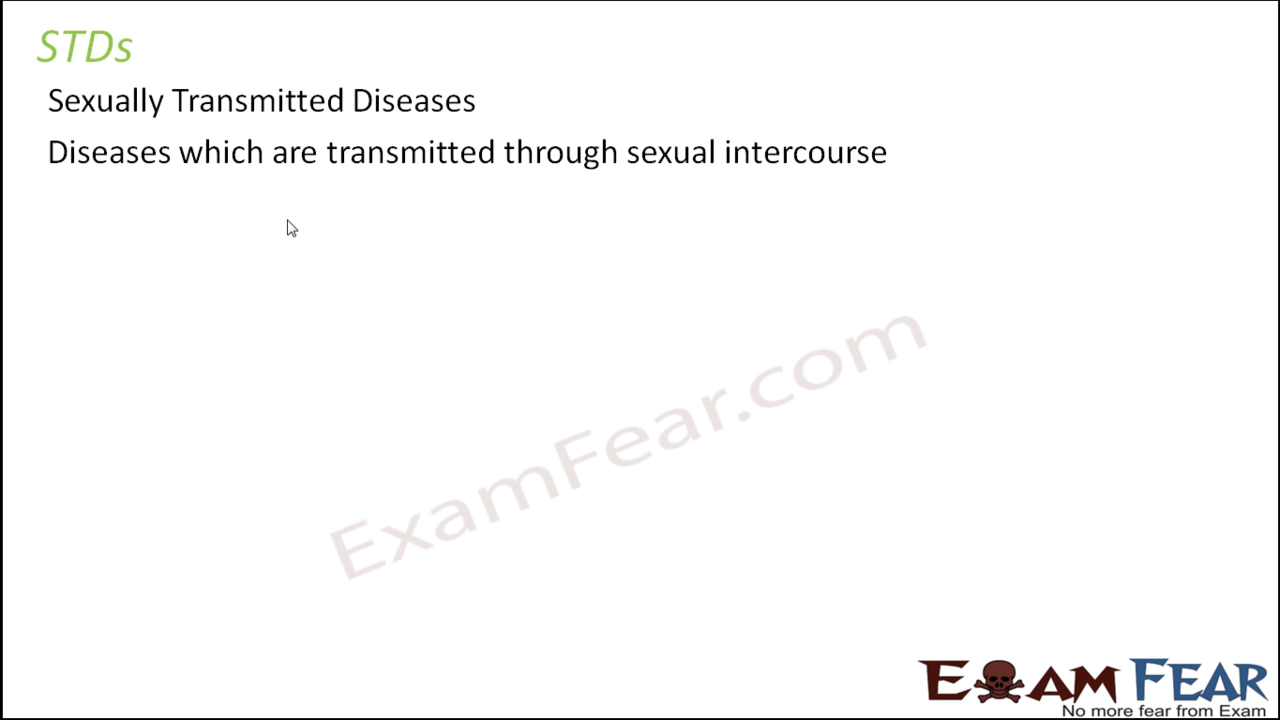 STDs
Sexually Transmitted Diseases
Diseases which are transmitted through sexual intercourse
ExamFear.com
EXAM FEAR
No more fear from Exam